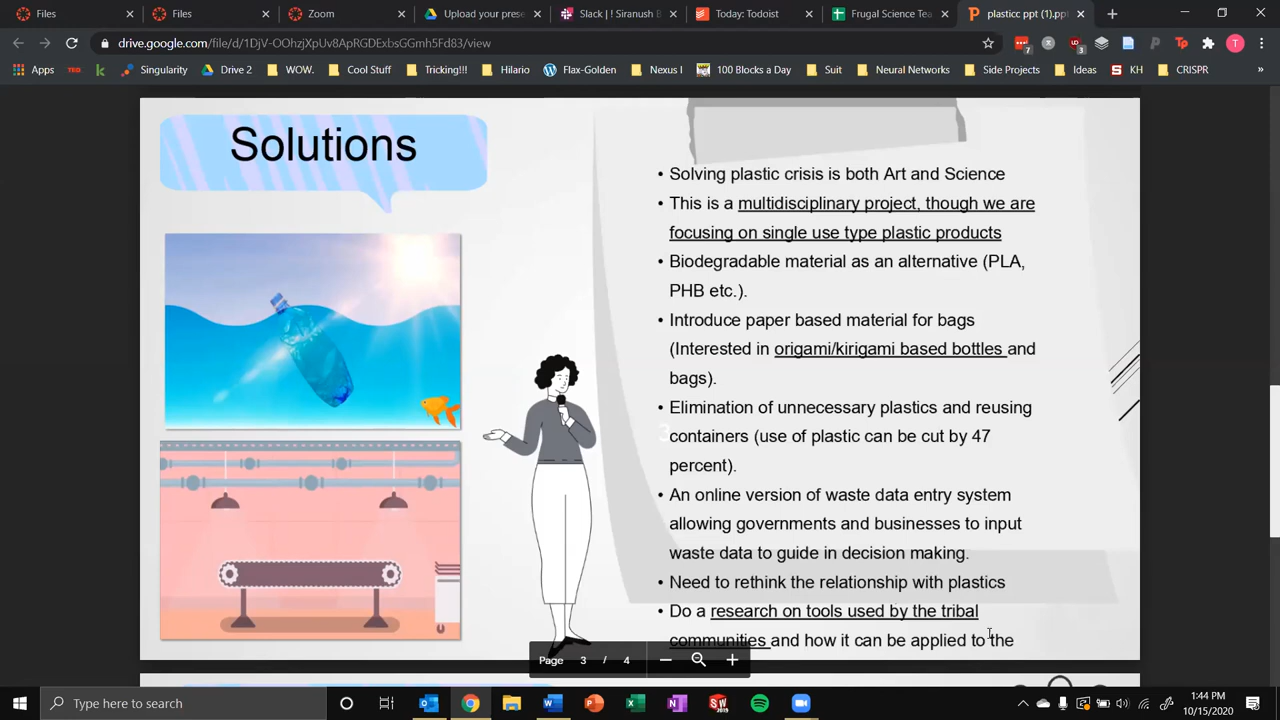 Files
Files
Zoom
Upload your prese
Slack | ! Siranush B
Today: Todoist
Frugal Science Tea
plasticc ppt (1).ppt
drive.google.com/file/d/1DjV-OOhzjXpUv8ApRGDExbsGGmh5Fd83/view
7
3
Apps
TED
Singularity
Drive 2
WOW.
Cool Stuff
Tricking!!!
Hilario
Flax-Golden
Nexus I
100 Blocks a Day
Suit
Neural Networks
Side Projects
Ideas
KH
CRISPR
»
Solutions
• Solving plastic crisis is both Art and Science
• This is a multidisciplinary project, though we are
focusing on single use type plastic products
• Biodegradable material as an alternative (PLA,
PHB etc.).
• Introduce paper based material for bags
(Interested in origami/kirigami based bottles and
bags).
• Elimination of unnecessary plastics and reusing
containers (use of plastic can be cut by 47
percent).
• An online version of waste data entry system
allowing governments and businesses to input
waste data to guide in decision making.
• Need to rethink the relationship with plastics
• Do a research on tools used by the tribal
communities and how it can be applied to the
3
Page 3 / 4
Type here to search
1:44 PM
10/15/2020